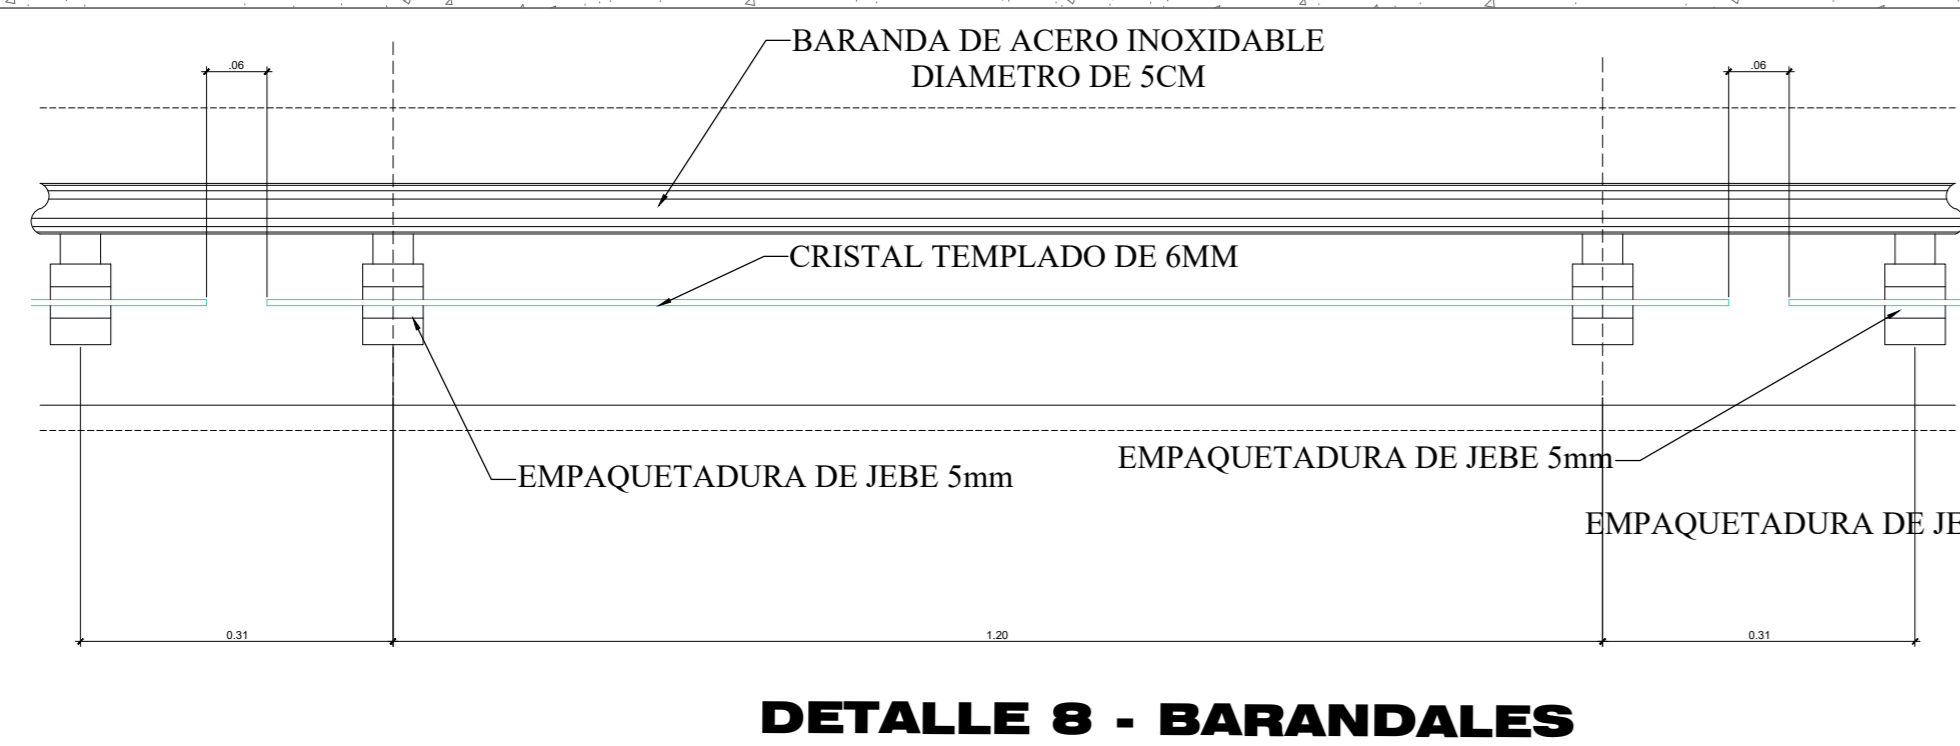 BARANDA DE ACERO INOXIDABLE
DIAMETRO DE 5CM
.06
.06
CRISTAL TEMPLADO DE 6MM
EMPAQUETADURA DE JEBE 5mm
EMPAQUETADURA DE JEBE 5mm
EMPAQUETADURA DE JE
0.31
1.20
0.31
DETALLE 8 - BARANDALES